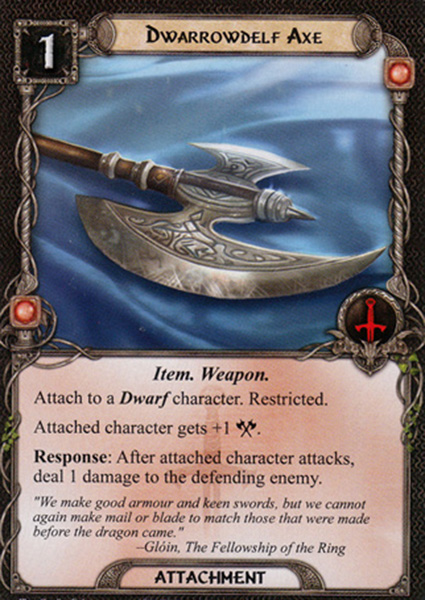 1
Dwarrowdelf Axe
Item. Weapon.
Attach to a Dwarf character. Restricted.
Attached character gets +1 .
Response: After attached character attacks,
deal 1 damage to the defending enemy.
"We make good armour and keen swords, but we cannot
again make mail or blade to match those that were made
before the dragon came."
–Glóin, The Fellowship of the Ring
ATTACHMENT